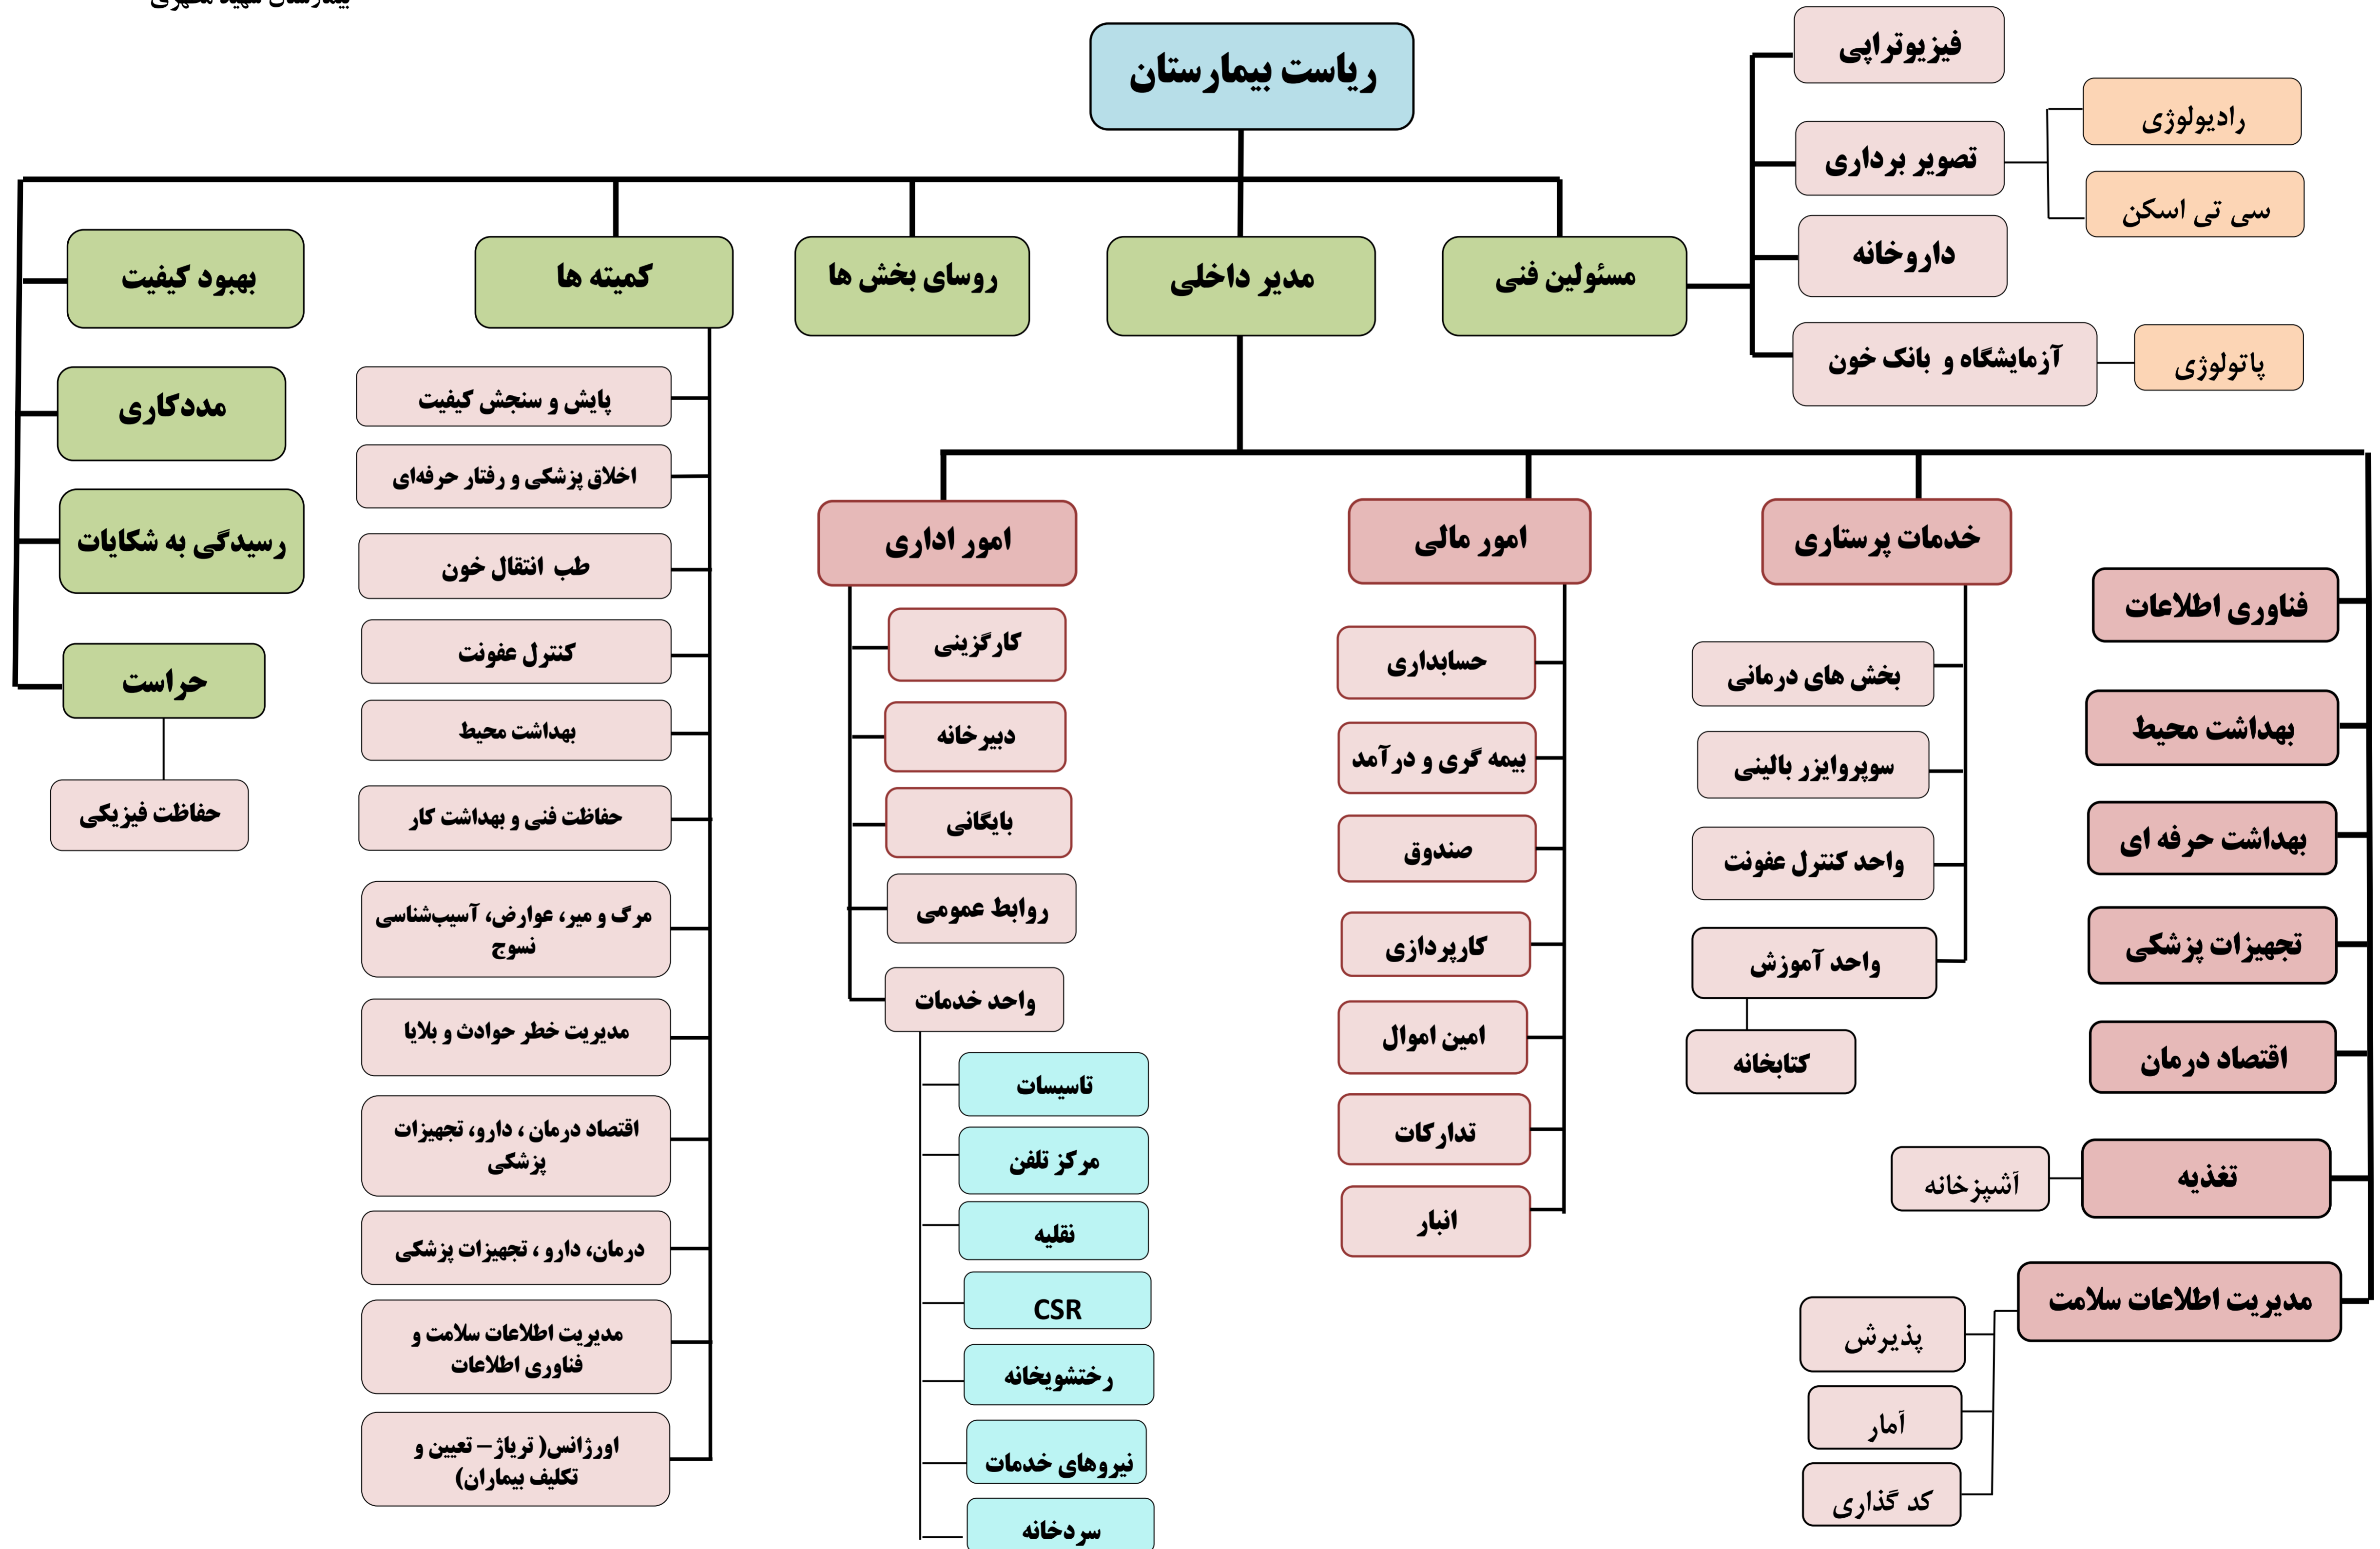 بیمارستان شهید مطهری
ریاست بیمارستان
فیزیوتراپی
تصویر برداری
رادیولوژی
سی تی اسکن
داروخانه
آزمایشگاه و بانک خون
پاتولوژی
مسئولین فنی
مدیر داخلی
روسای بخش ها
کمیته ها
بهبود کیفیت
مددکاری
رسیدگی به شکایات
حراست
حفاظت فیزیکی
پایش و سنجش کیفیت
اخلاق پزشکی و رفتار حرفه‌ای
طب انتقال خون
کنترل عفونت
بهداشت محیط
حفاظت فنی و بهداشت کار
مرگ و میر، عوارض، آسیب‌شناسی
نسوج
مدیریت خطر حوادث و بلایا
اقتصاد درمان ، دارو، تجهیزات
پزشکی
درمان، دارو ، تجهیزات پزشکی
مدیریت اطلاعات سلامت و
فناوری اطلاعات
اورژانس( تریاژ– تعیین و
تکلیف بیماران)
امور اداری
کارگزینی
دبیرخانه
بایگانی
روابط عمومی
واحد خدمات
تاسیسات
مرکز تلفن
نقلیه
CSR
رختشویخانه
نیروهای خدمات
سردخانه
امور مالی
حسابداری
بیمه گری و درآمد
صندوق
کارپردازی
امین اموال
تدارکات
انبار
خدمات پرستاری
بخش های درمانی
سوپروایزر بالینی
واحد کنترل عفونت
واحد آموزش
کتابخانه
فناوری اطلاعات
بهداشت محیط
بهداشت حرفه ای
تجهیزات پزشکی
اقتصاد درمان
تغذیه
آشپزخانه
مدیریت اطلاعات سلامت
پذیرش
آمار
کد گذاری